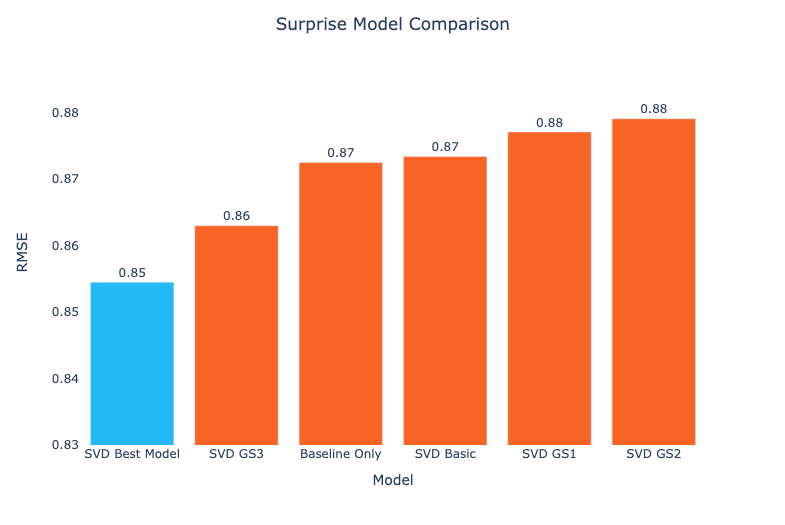 Surprise Model Comparison
0.88
0.87
0.86
0.85
0.84
0.83
RMSE
0.85
0.86
0.87
0.87
0.88
0.88
SVD Best Model
SVD GS3
Baseline Only
SVD Basic
SVD GS1
SVD GS2
Model